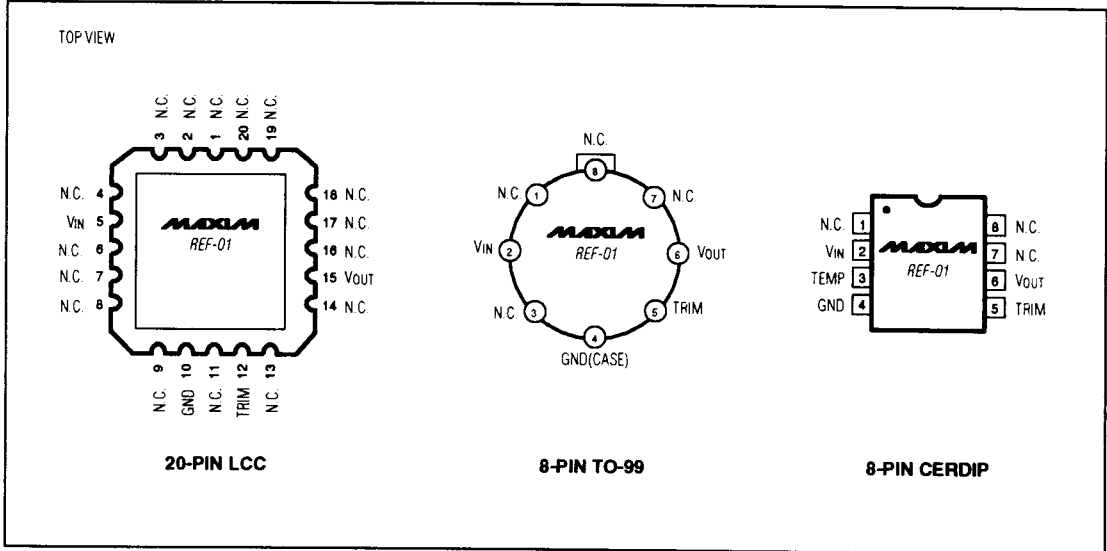 TOP VIEW
3 N.C.
2 N.C.
1 N.C.
20 N.C.
19 N.C.
N.C. 4
VIN 5
N.C. 6
N.C. 7
N.C. 8
18 N.C.
17 N.C.
16 N.C.
15 VOUT
14 N.C.
N.C. 9
GND 10
N.C. 11
TRIM 12
N.C. 13
MAXIM
REF-01
20-PIN LCC
N.C.
8
N.C. 1
7 N.C.
MAXIM
REF-01
VIN 2
6 VOUT
N.C. 3
5 TRIM
4
GND(CASE)
8-PIN TO-99
N.C. 1
VIN 2
TEMP 3
GND 4
MAXIM
REF-01
8 N.C.
7 N.C.
6 VOUT
5 TRIM
8-PIN CERDIP